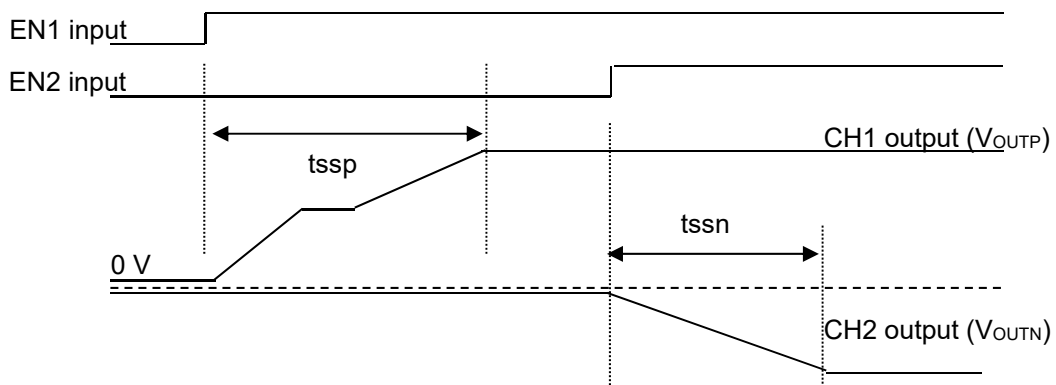 EN1 input
EN2 input
CH1 output (VOUTP)
tssp
tssn
0 V
CH2 output (VOUTN)